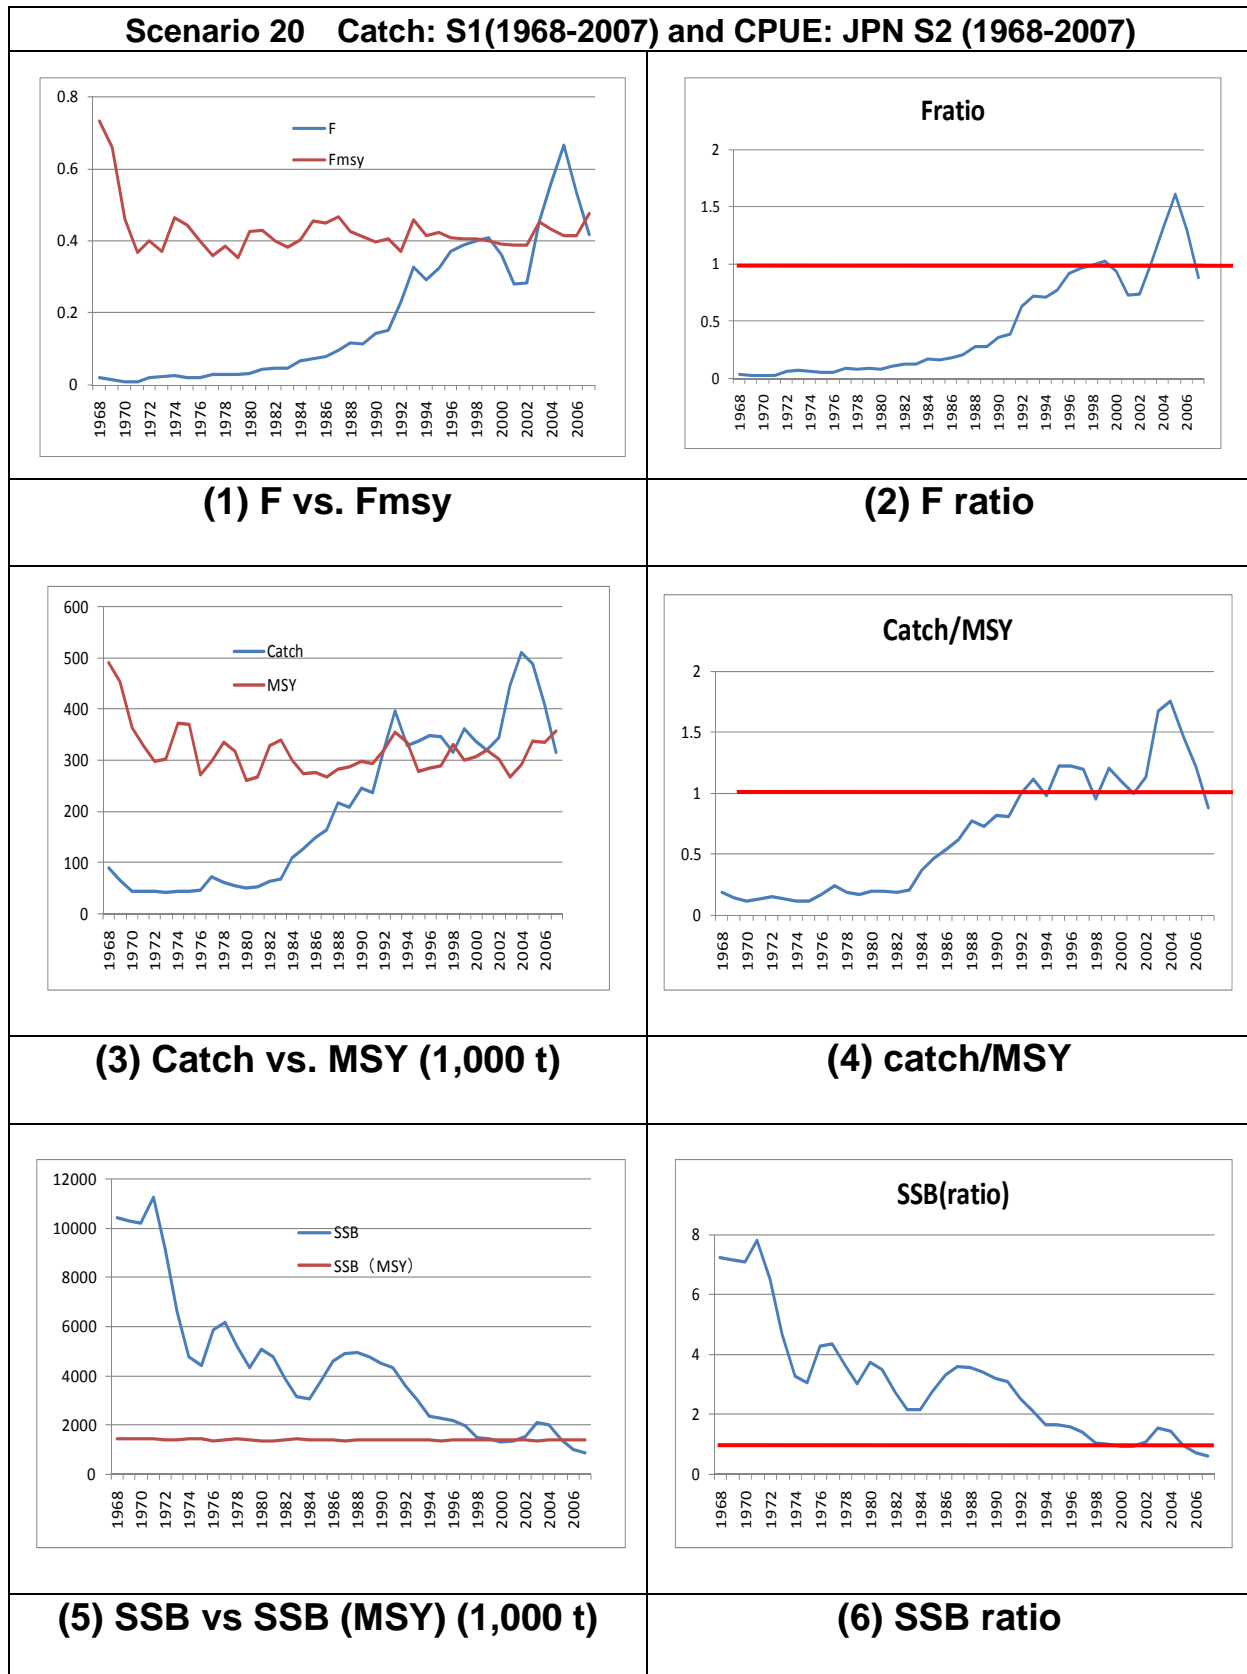 Scenario 20 Catch: S1(1968-2007) and CPUE: JPN S2 (1968-2007)
0.8
0.6
0.4
0.2
0
F
Fmsy
1968 1970 1972 1974 1976 1978 1980 1982 1984 1986 1988 1990 1992 1994 1996 1998 2000 2002 2004 2006
Fratio
2
1.5
1
0.5
0
1968 1970 1972 1974 1976 1978 1980 1982 1984 1986 1988 1990 1992 1994 1996 1998 2000 2002 2004 2006
(1) F vs. Fmsy
(2) F ratio
600
500
400
300
200
100
0
Catch
MSY
1968 1970 1972 1974 1976 1978 1980 1982 1984 1986 1988 1990 1992 1994 1996 1998 2000 2002 2004 2006
Catch/MSY
2
1.5
1
0.5
0
1968 1970 1972 1974 1976 1978 1980 1982 1984 1986 1988 1990 1992 1994 1996 1998 2000 2002 2004 2006
(3) Catch vs. MSY (1,000 t)
(4) catch/MSY
12000
10000
8000
6000
4000
2000
0
SSB
SSB（MSY）
1968 1970 1972 1974 1976 1978 1980 1982 1984 1986 1988 1990 1992 1994 1996 1998 2000 2002 2004 2006
SSB(ratio)
8
6
4
2
0
1968 1970 1972 1974 1976 1978 1980 1982 1984 1986 1988 1990 1992 1994 1996 1998 2000 2002 2004 2006
(5) SSB vs SSB (MSY) (1,000 t)
(6) SSB ratio